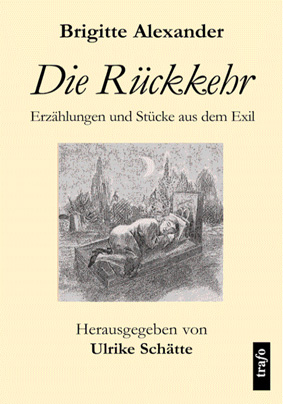 Brigitte Alexander
Die Rückkehr
Erzählungen und Stücke aus dem Exil
Herausgegeben von
Ulrike Schätte
trafo